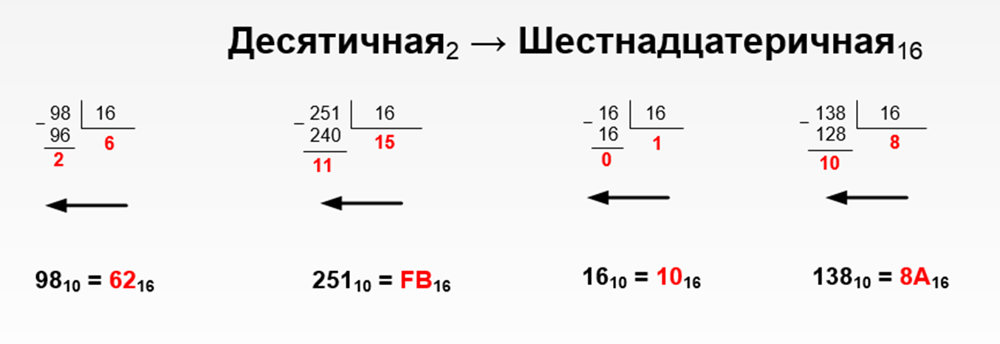 Десятичная₂ → Шестнадцатеричная₁₆
98 16 251 16 16 16 138 16
96 6 240 15 16 1 128 8
2 11 0 10
98₁₀ = 62₁₆ 251₁₀ = FB₁₆ 16₁₀ = 10₁₆ 138₁₀ = 8A₁₆